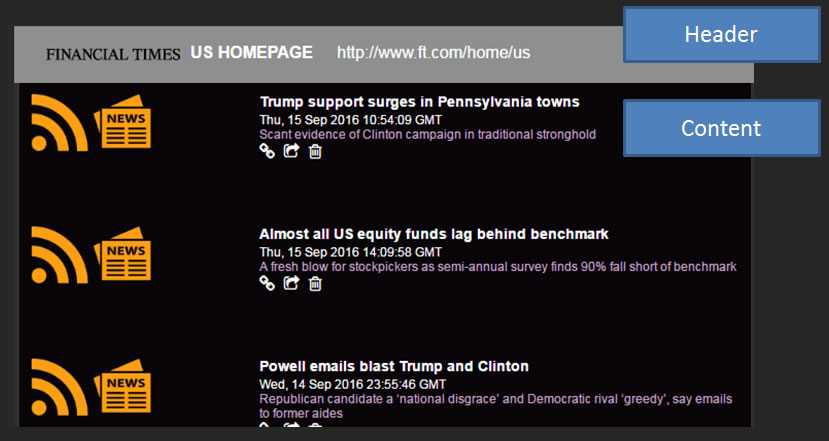 FINANCIAL TIMES US HOMEPAGE http://www.ft.com/home/us
Header
Content
NEWS
Trump support surges in Pennsylvania towns
Thu, 15 Sep 2016 10:54:09 GMT
Scant evidence of Clinton campaign in traditional stronghold
NEWS
Almost all US equity funds lag behind benchmark
Thu, 15 Sep 2016 14:09:58 GMT
A fresh blow for stockpickers as semi-annual survey finds 90% fall short of benchmark
NEWS
Powell emails blast Trump and Clinton
Wed, 14 Sep 2016 23:55:46 GMT
Republican candidate a ‘national disgrace’ and Democratic rival ‘greedy’, say emails
to former aides